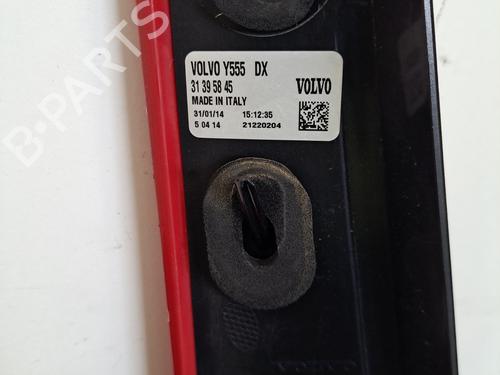 VOLVO Y555 DX
31 39 58 45
MADE IN ITALY
VOLVO
31/01/14 15:12:35
5 04 14 21220204
B-PARTS